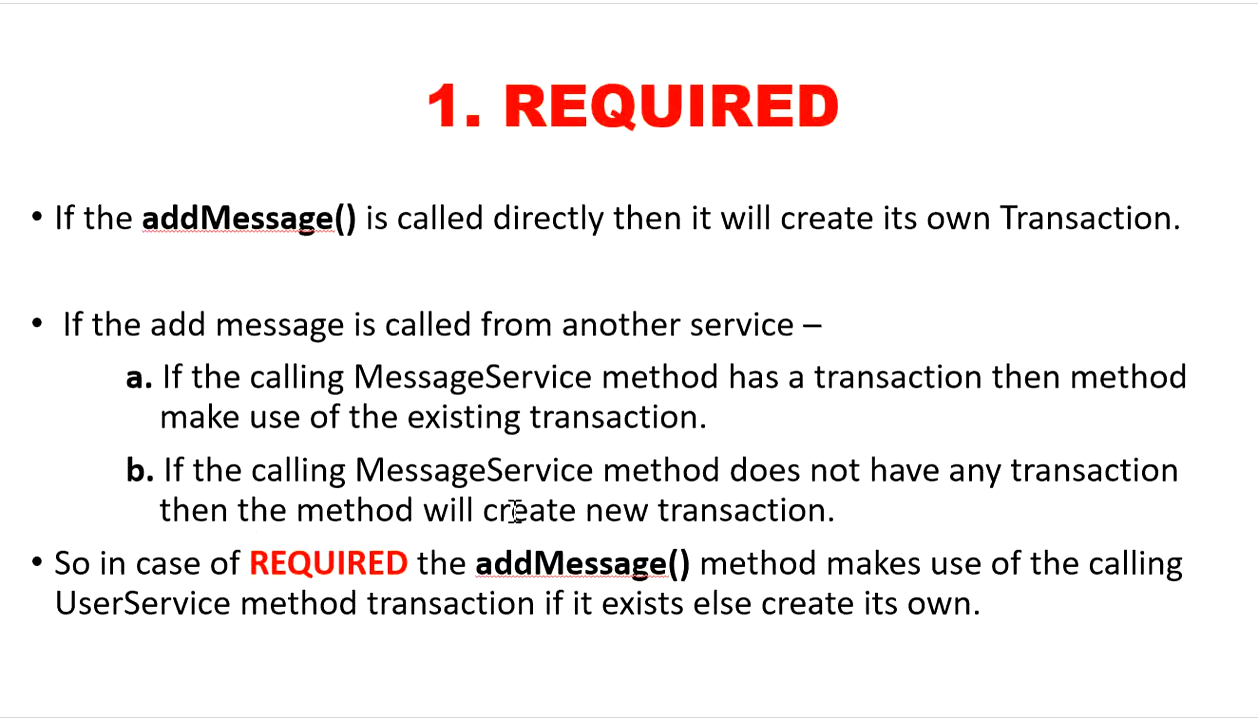 1. REQUIRED
• If the addMessage() is called directly then it will create its own Transaction.
• If the add message is called from another service –
a. If the calling MessageService method has a transaction then method
make use of the existing transaction.
b. If the calling MessageService method does not have any transaction
then the method will create new transaction.
• So in case of REQUIRED the addMessage() method makes use of the calling
UserService method transaction if it exists else create its own.